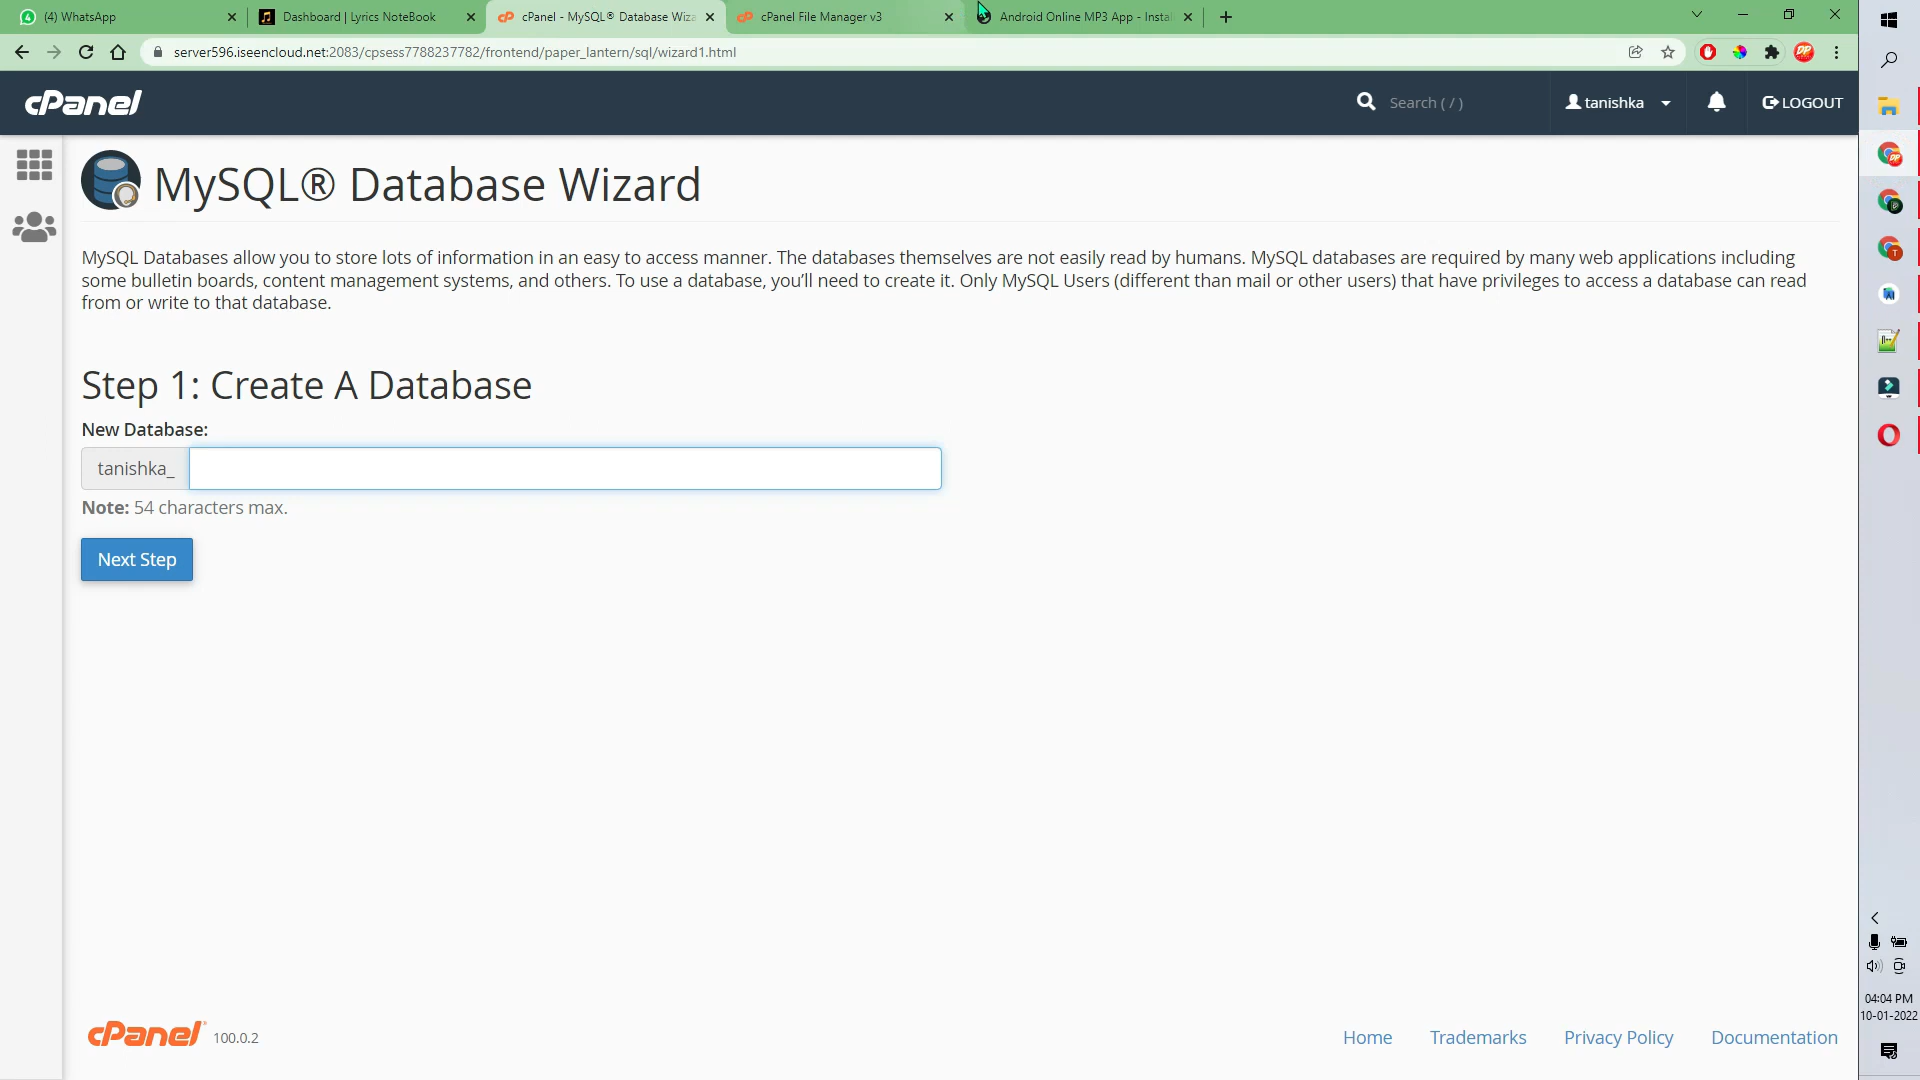 (4) WhatsApp
Dashboard | Lyrics NoteBook
cPanel - MySQL® Database Wiza
cPanel File Manager v3
Android Online MP3 App - Instal
server596.iseencloud.net:2083/cpsess7788237782/frontend/paper_lantern/sql/wizard1.html
cPanel
Search ( / )
tanishka
LOGOUT
MySQL® Database Wizard
MySQL Databases allow you to store lots of information in an easy to access manner. The databases themselves are not easily read by humans. MySQL databases are required by many web applications including
some bulletin boards, content management systems, and others. To use a database, you'll need to create it. Only MySQL Users (different than mail or other users) that have privileges to access a database can read
from or write to that database.
Step 1: Create A Database
New Database:
tanishka_
Note: 54 characters max.
Next Step
04:04 PM
10-01-2022
cPanel 100.0.2
Home
Trademarks
Privacy Policy
Documentation